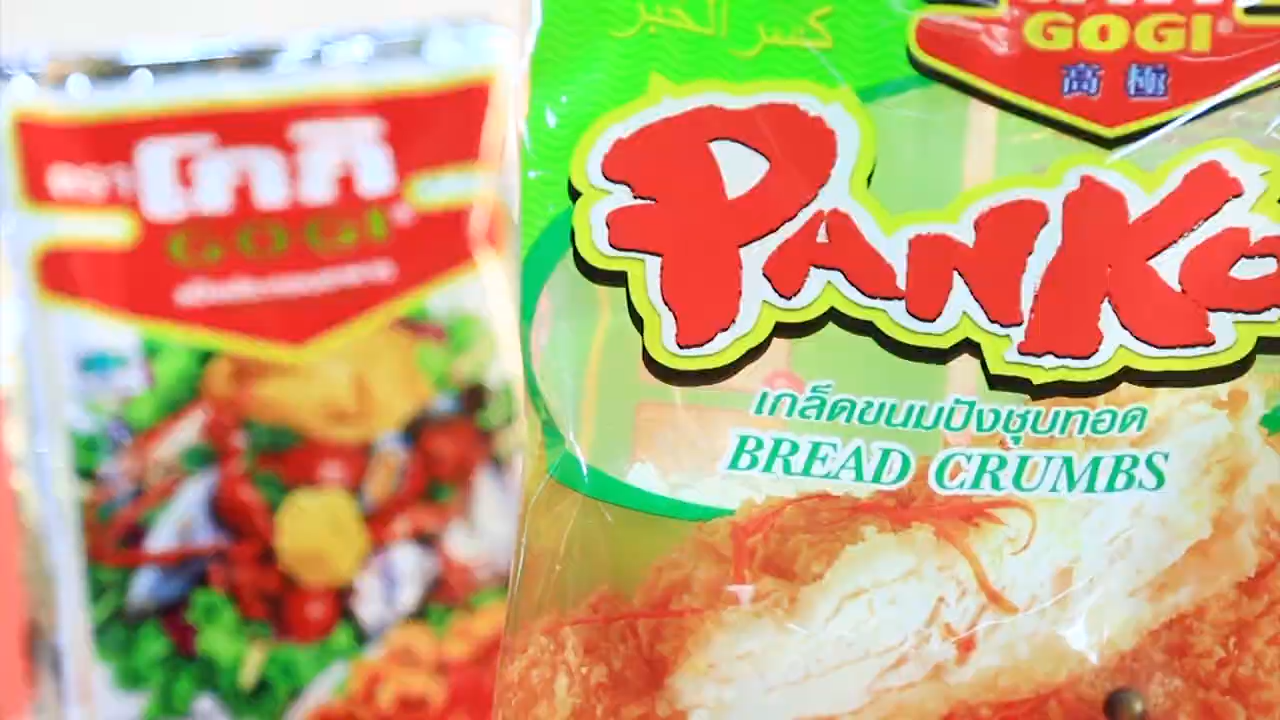 ตรา โกกิ
GOGI
كسر الخبز
GOGI
高極
PANKO
เกล็ดขนมปังชุบทอด
BREAD CRUMBS